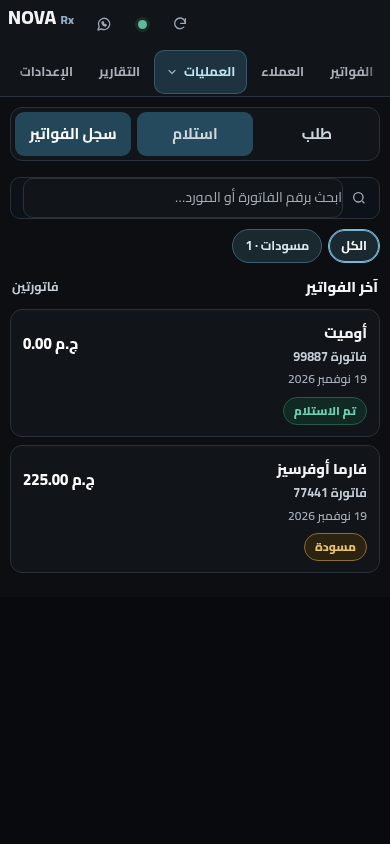 NOVA Rx
الفواتير العملاء العمليات التقارير الإعدادات
طلب استلام سجل الفواتير
ابحث برقم الفاتورة أو المورد...
الكل مسودات · 1
آخر الفواتير فاتورتين
أوميت
0.00 ج.م
فاتورة 99887
19 نوفمبر 2026
تم الاستلام
فارما أوفرسيز
225.00 ج.م
فاتورة 77441
19 نوفمبر 2026
مسودة